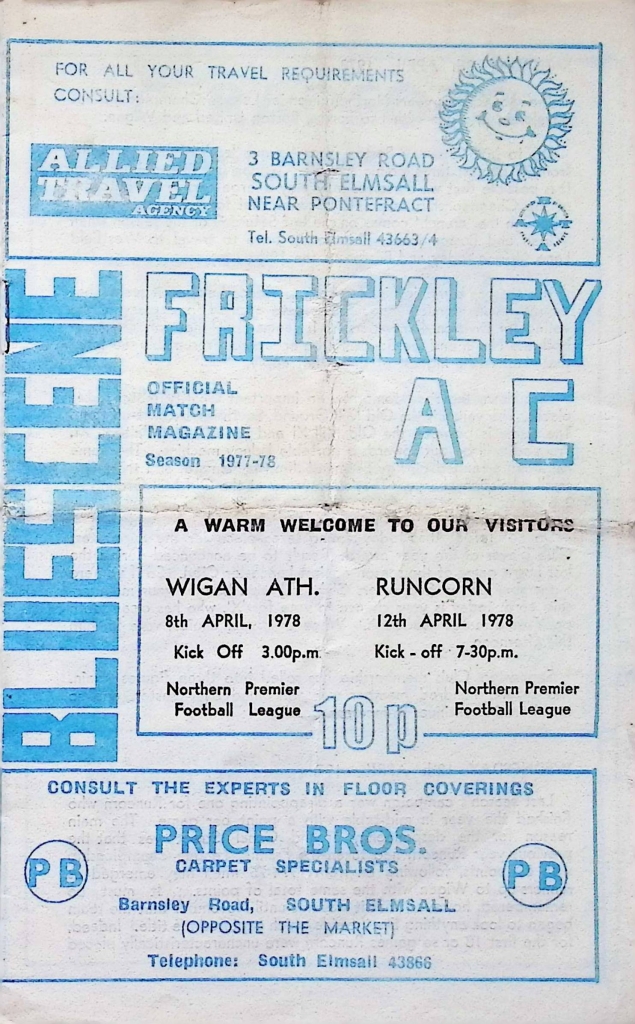 FOR ALL YOUR TRAVEL REQUIREMENTS
CONSULT:
ALLIED
TRAVEL
AGENCY
3 BARNSLEY ROAD
SOUTH ELMSALL
NEAR PONTEFRACT
Tel. South Elmsall 43663/4
BLUESCENE
FRICKLEY
A C
OFFICIAL
MATCH
MAGAZINE
Season 1977-78
A WARM WELCOME TO OUR VISITORS
WIGAN ATH.
8th APRIL, 1978
Kick Off 3.00p.m
Northern Premier
Football League
RUNCORN
12th APRIL 1978
Kick - off 7-30p.m.
Northern Premier
Football League
10p
CONSULT THE EXPERTS IN FLOOR COVERINGS
PRICE BROS.
CARPET SPECIALISTS
PB
PB
Barnsley Road, SOUTH ELMSALL
(OPPOSITE THE MARKET)
Telephone: South Elmsall 43866